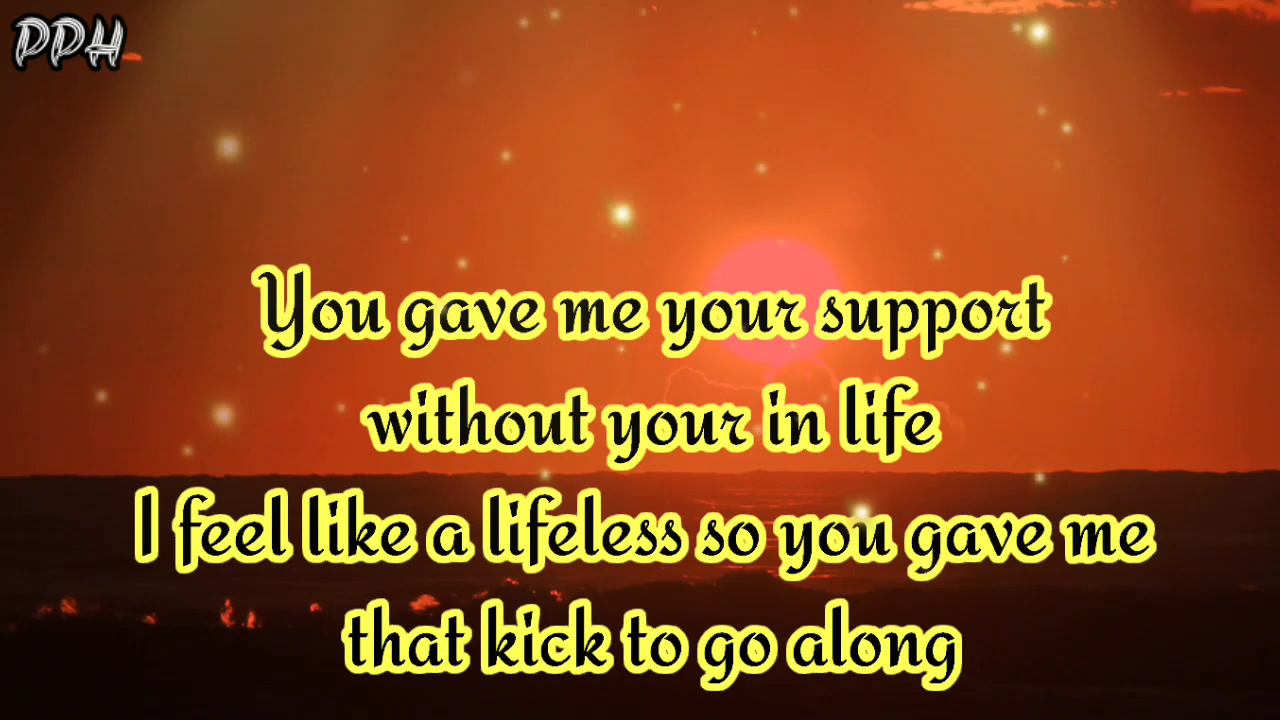 PPH
You gave me your support
without your in life
I feel like a lifeless so you gave me
that kick to go along